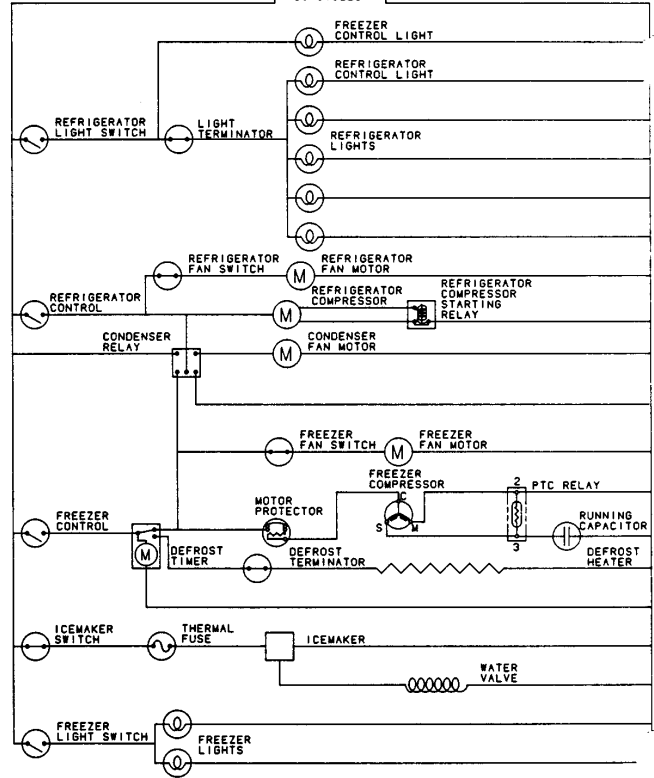 FREEZER
CONTROL LIGHT
REFRIGERATOR
CONTROL LIGHT
REFRIGERATOR
LIGHT SWITCH
LIGHT
TERMINATOR
REFRIGERATOR
LIGHTS
REFRIGERATOR
FAN SWITCH
M
REFRIGERATOR
FAN MOTOR
REFRIGERATOR
CONTROL
M
REFRIGERATOR
COMPRESSOR
REFRIGERATOR
COMPRESSOR
STARTING
RELAY
CONDENSER
RELAY
M
CONDENSER
FAN MOTOR
FREEZER
FAN SWITCH
M
FREEZER
FAN MOTOR
FREEZER
COMPRESSOR
C
S
M
2
PTC RELAY
3
RUNNING
CAPACITOR
MOTOR
PROTECTOR
FREEZER
CONTROL
M
DEFROST
TIMER
DEFROST
TERMINATOR
DEFROST
HEATER
ICEMAKER
SWITCH
THERMAL
FUSE
ICEMAKER
WATER
VALVE
FREEZER
LIGHT SWITCH
FREEZER
LIGHTS